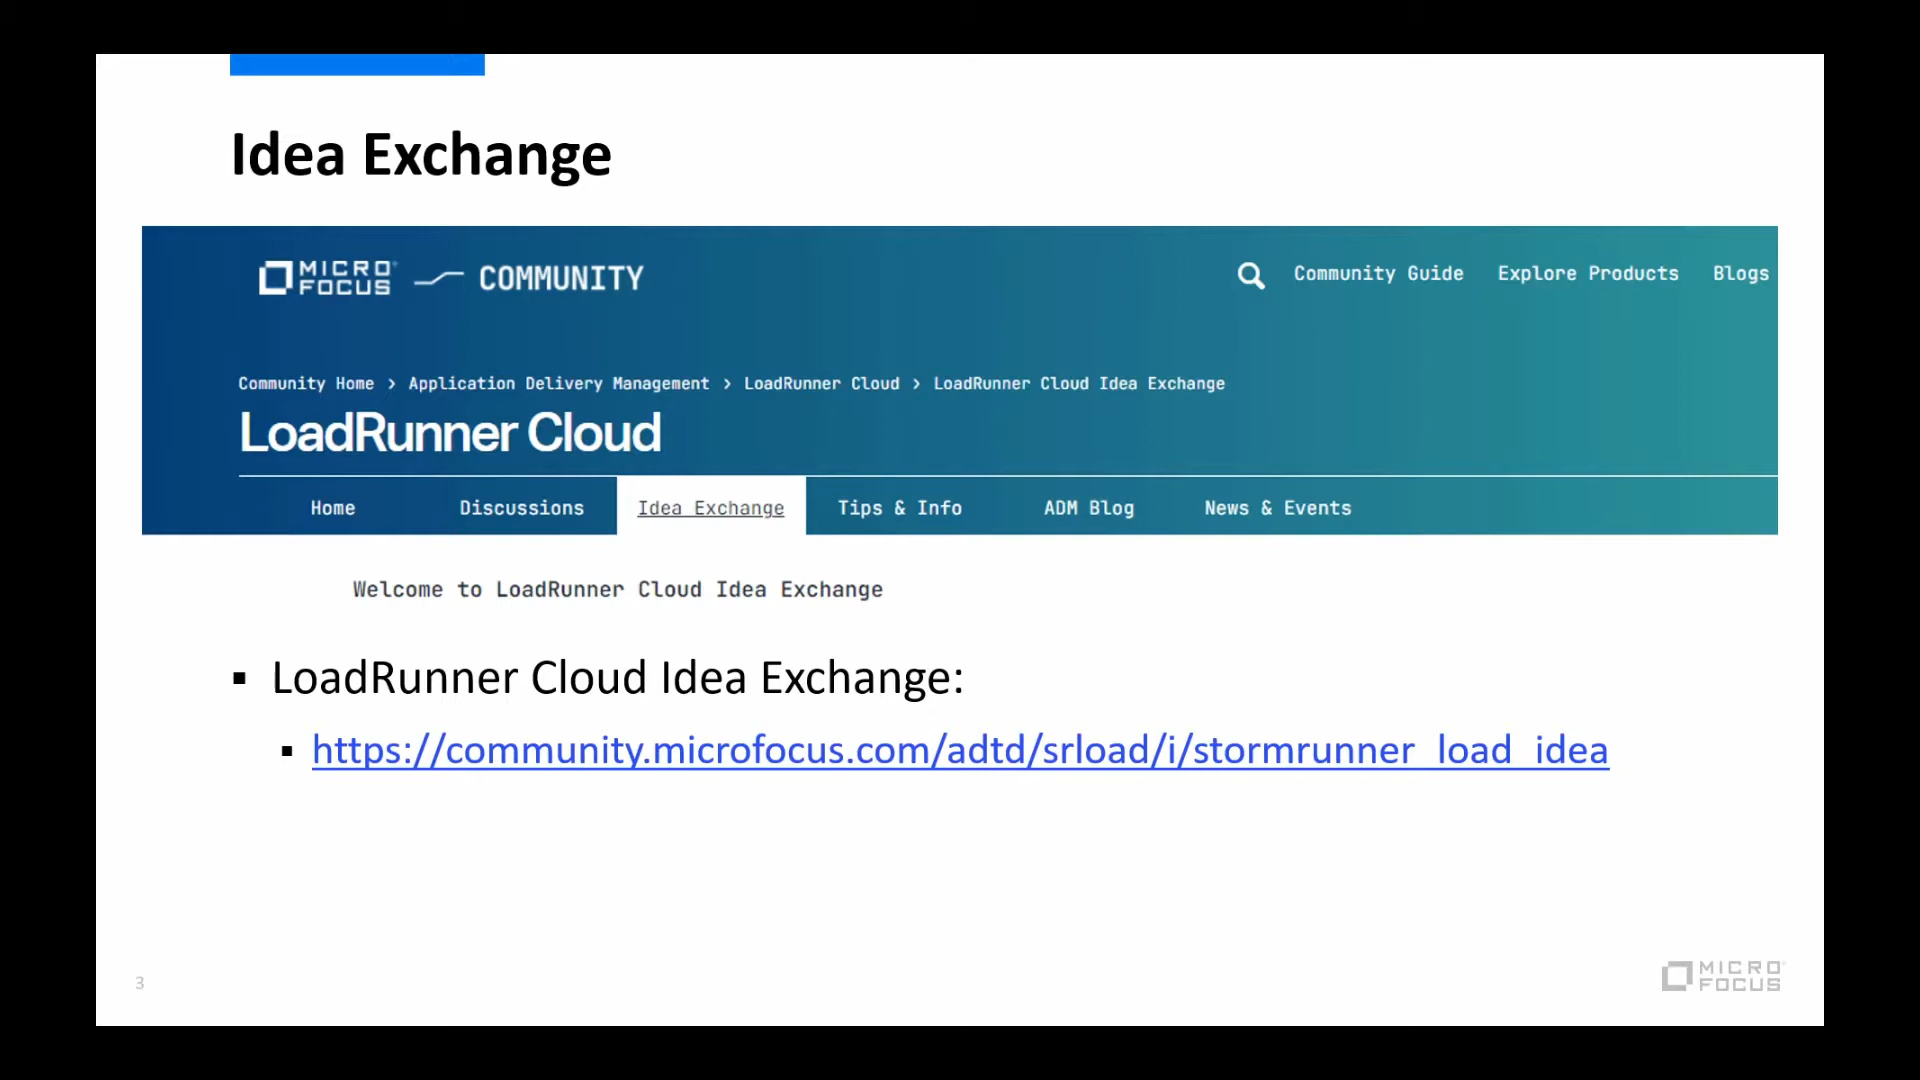 Idea Exchange
MICRO FOCUS COMMUNITY
Community Guide Explore Products Blogs
Community Home > Application Delivery Management > LoadRunner Cloud > LoadRunner Cloud Idea Exchange
LoadRunner Cloud
Home Discussions Idea Exchange Tips & Info ADM Blog News & Events
Welcome to LoadRunner Cloud Idea Exchange
▪ LoadRunner Cloud Idea Exchange:
▪ https://community.microfocus.com/adtd/srload/i/stormrunner_load_idea
3
MICRO
FOCUS